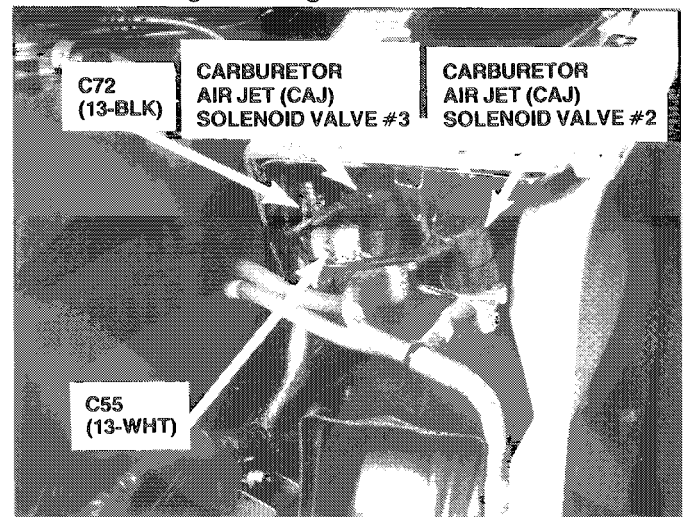 C72
(13-BLK)
CARBURETOR
AIR JET (CAJ)
SOLENOID VALVE #3
CARBURETOR
AIR JET (CAJ)
SOLENOID VALVE #2
C55
(13-WHT)